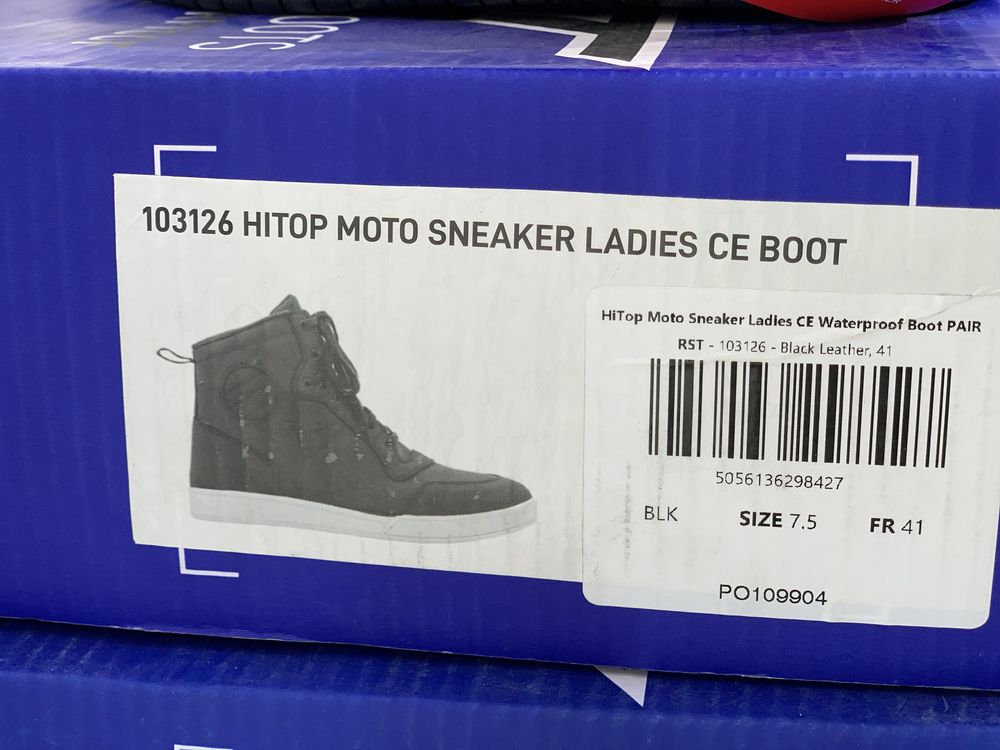 OTS
103126 HITOP MOTO SNEAKER LADIES CE BOOT
HiTop Moto Sneaker Ladies CE Waterproof Boot PAIR
RST - 103126 - Black Leather, 41
5056136298427
BLK SIZE 7.5 FR 41
PO109904